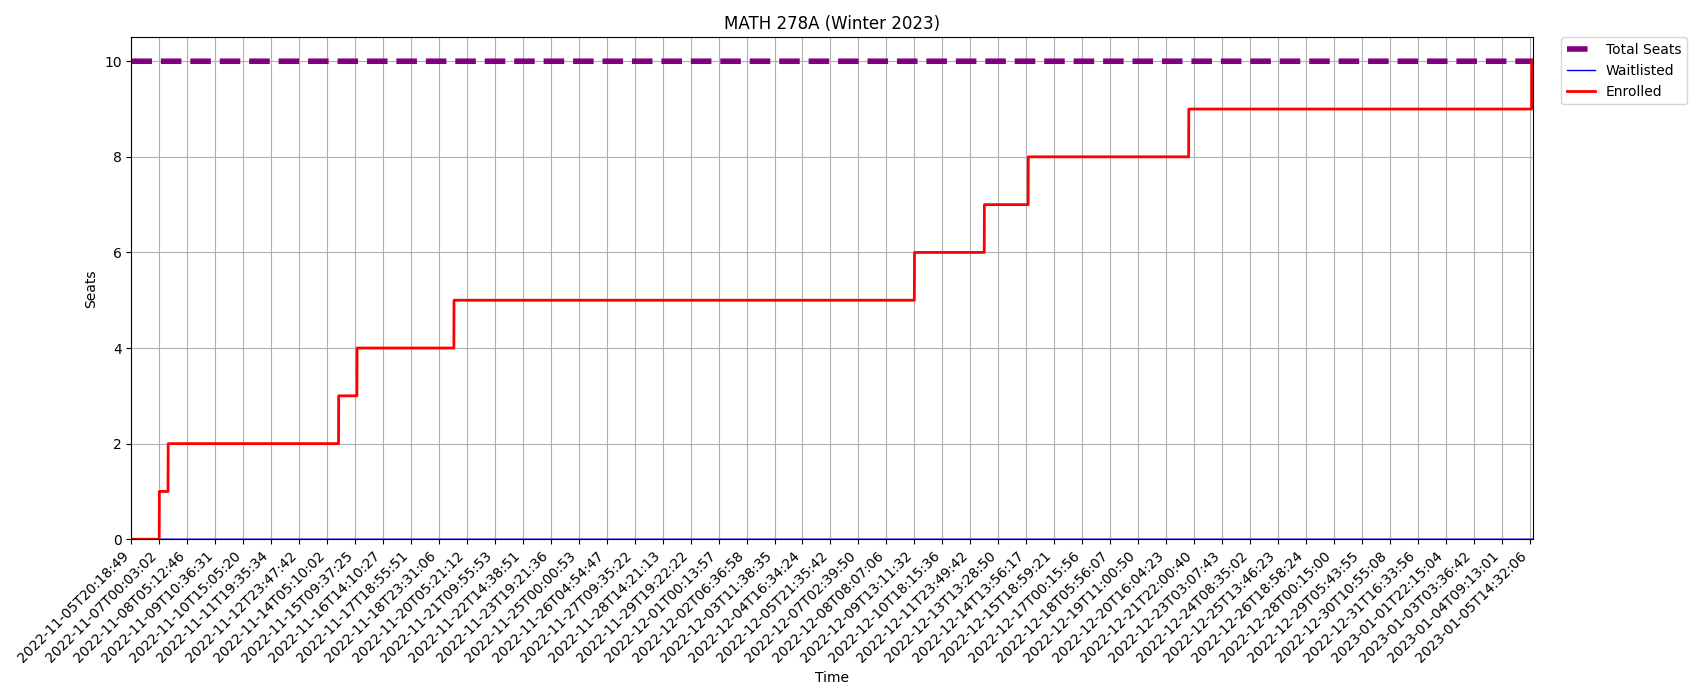 MATH 278A (Winter 2023)
Total Seats
Waitlisted
Enrolled
10
8
6
4
2
0
Seats
2022-11-05T20:18:49
2022-11-07T00:03:02
2022-11-08T05:12:46
2022-11-09T10:36:31
2022-11-10T15:05:20
2022-11-11T19:35:34
2022-11-12T23:47:42
2022-11-14T05:10:02
2022-11-15T09:37:25
2022-11-16T14:10:27
2022-11-17T18:55:51
2022-11-18T23:31:06
2022-11-20T05:21:12
2022-11-21T09:55:53
2022-11-22T14:38:51
2022-11-23T19:21:36
2022-11-25T00:00:53
2022-11-26T04:54:47
2022-11-27T09:35:22
2022-11-28T14:21:13
2022-11-29T19:22:22
2022-12-01T00:13:57
2022-12-02T06:36:58
2022-12-03T11:38:35
2022-12-04T16:34:24
2022-12-05T21:35:42
2022-12-07T02:39:50
2022-12-08T08:07:06
2022-12-09T13:11:32
2022-12-10T18:15:36
2022-12-11T23:49:42
2022-12-13T13:28:50
2022-12-14T13:56:17
2022-12-15T18:59:21
2022-12-17T00:15:56
2022-12-18T05:56:07
2022-12-19T11:00:50
2022-12-20T16:04:23
2022-12-21T22:00:40
2022-12-23T03:07:43
2022-12-24T08:35:02
2022-12-25T13:46:23
2022-12-26T18:58:24
2022-12-28T00:15:00
2022-12-29T05:43:55
2022-12-30T10:55:08
2022-12-31T16:33:56
2023-01-01T22:15:04
2023-01-03T03:36:42
2023-01-04T09:13:01
2023-01-05T14:32:06
Time